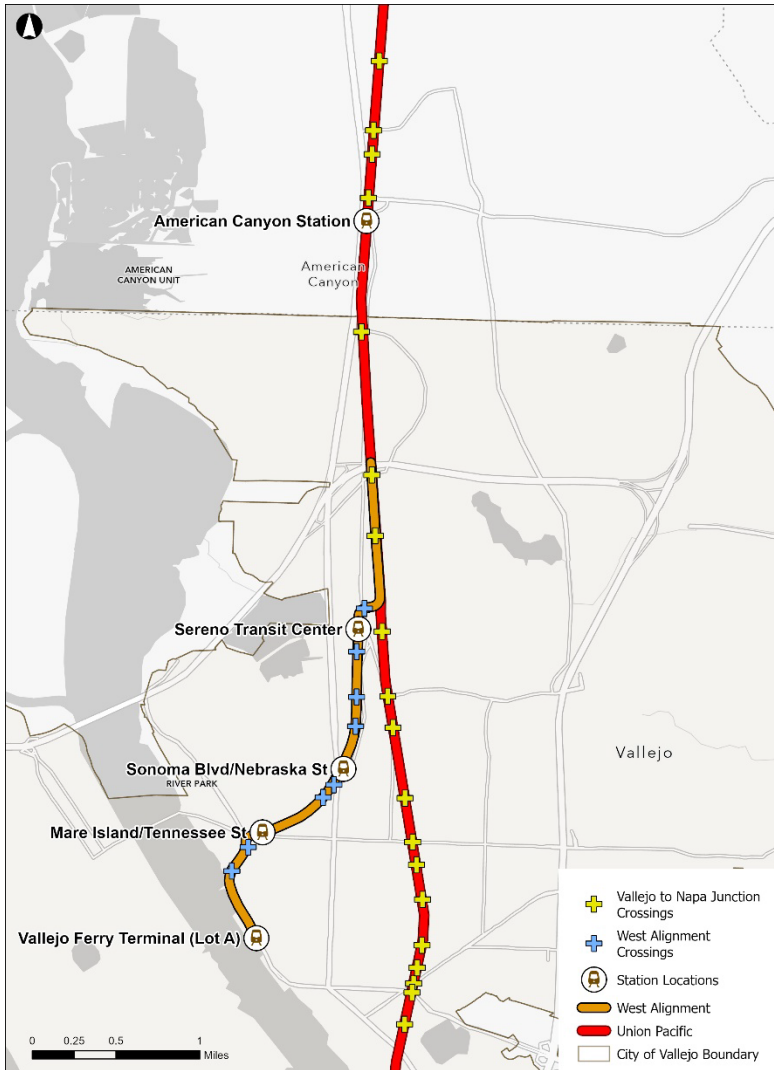 American Canyon Station
AMERICAN
CANYON UNIT
American
Canyon
Sereno Transit Center
Vallejo
Sonoma Blvd/Nebraska St
RIVER PARK
Mare Island/Tennessee St
Vallejo Ferry Terminal (Lot A)
Vallejo to Napa Junction
Crossings
West Alignment
Crossings
Station Locations
West Alignment
Union Pacific
City of Vallejo Boundary
0 0.25 0.5 1
Miles